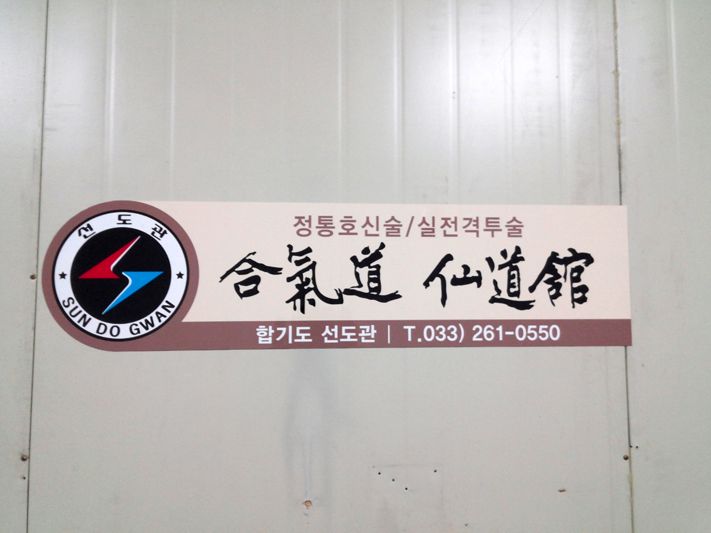 선도관
SUN DO GWAN
정통호신술/실전격투술
合氣道 仙道舘
합기도 선도관 | T.033) 261-0550